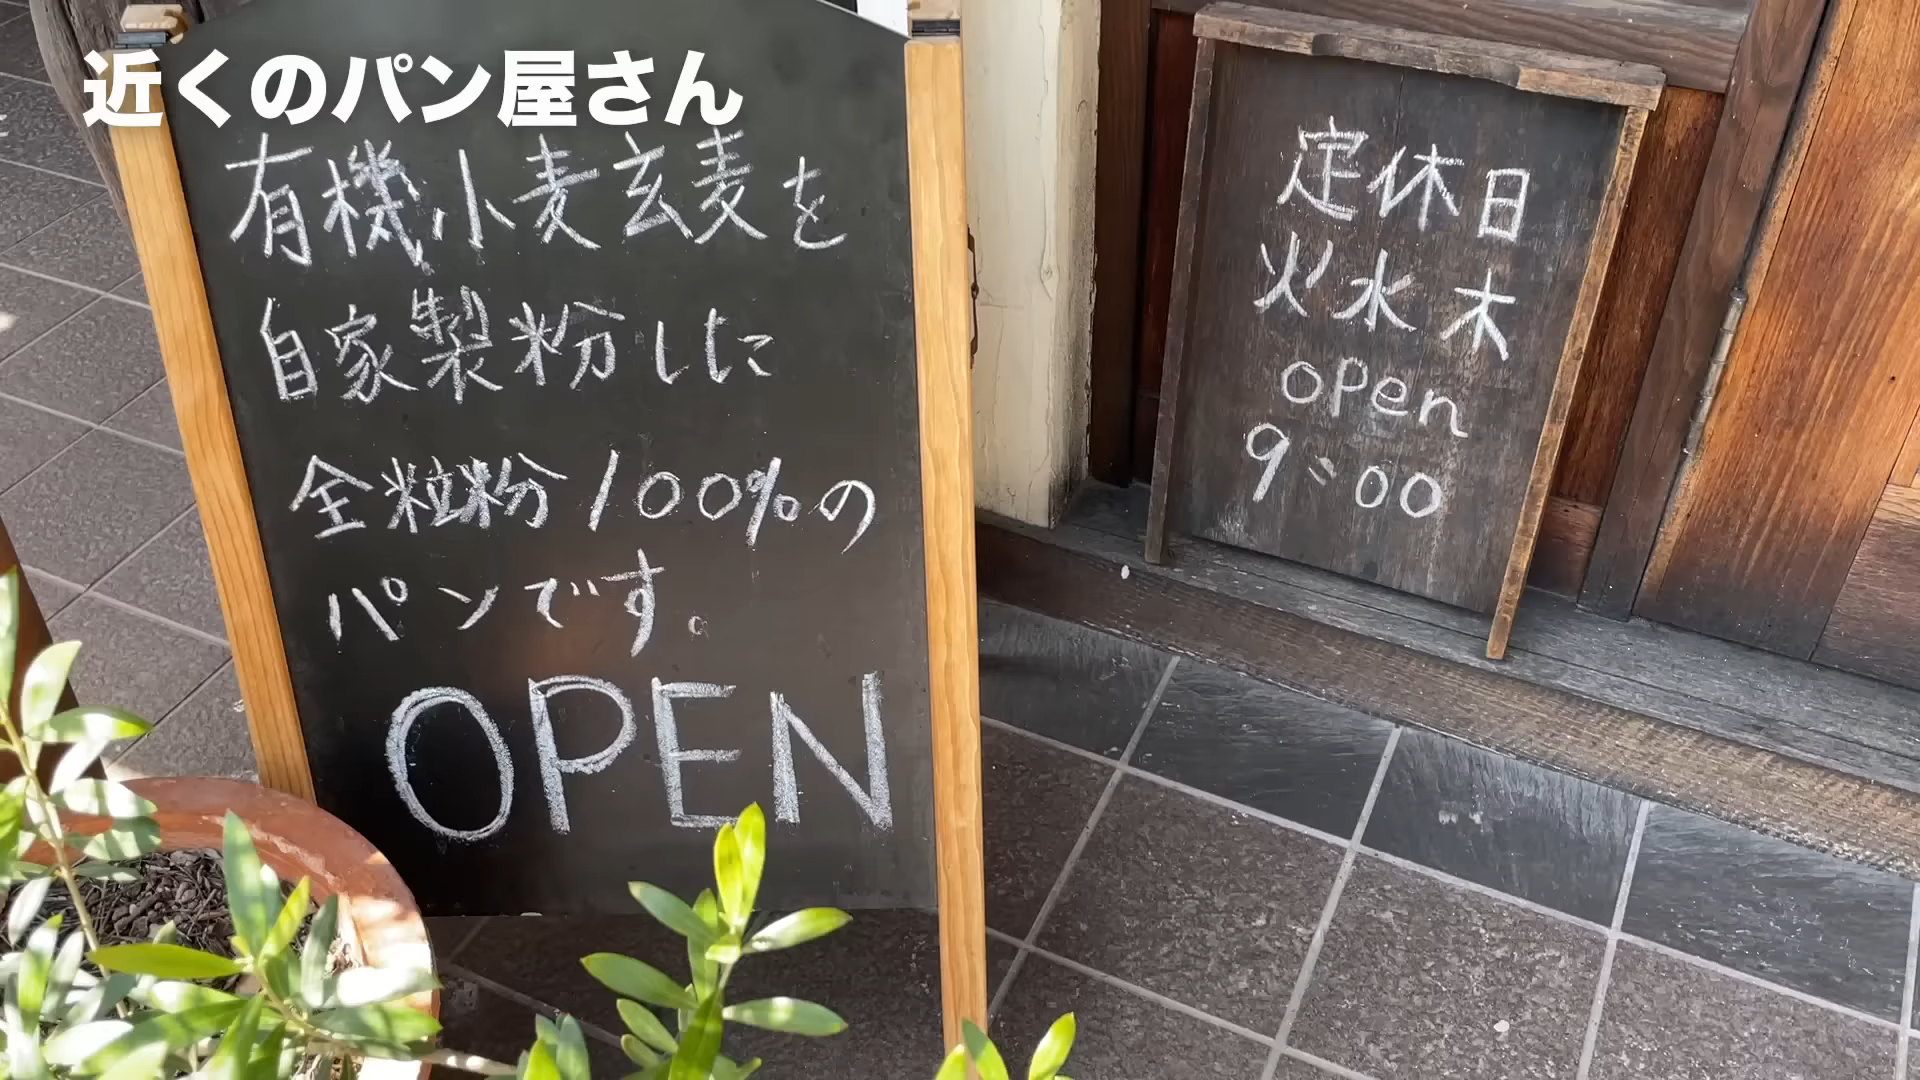 近くのパン屋さん
有機小麦玄麦を
自家製粉した
全粒粉100%の
パンです。
OPEN
定休日
火水木
open
9:00